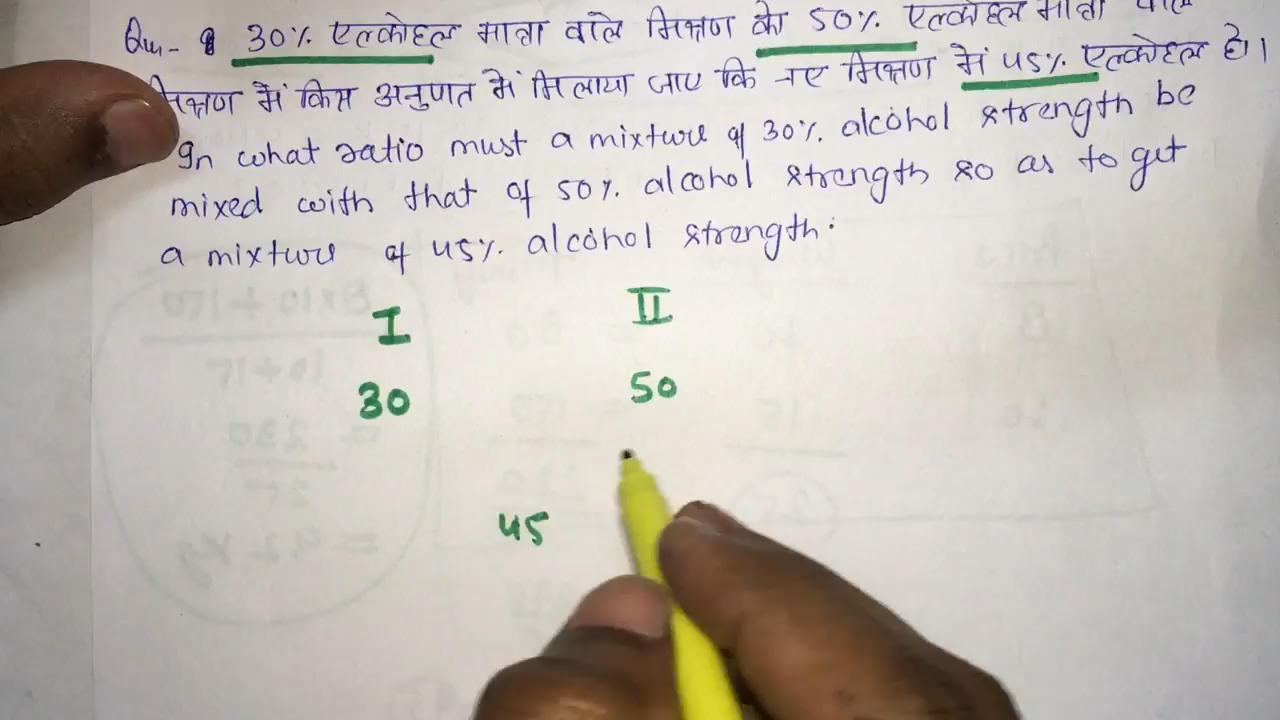 Qu- 8 30% एल्कोहल मात्रा वाले मिश्रण को 50% एल्कोहल मात्रा वाले
मिश्रण में किस अनुपात में मिलाया जाए कि नए मिश्रण में 45% एल्कोहल हो।
In what ratio must a mixture of 30% alcohol strength be
mixed with that of 50% alcohol strength so as to get
a mixture of 45% alcohol strength:
I II
30 50
45